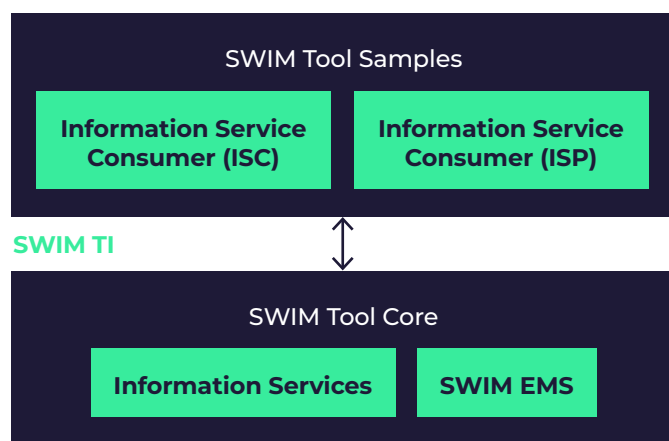 SWIM Tool Samples
Information Service
Consumer (ISC)
Information Service
Consumer (ISP)
SWIM TI
SWIM Tool Core
Information Services
SWIM EMS